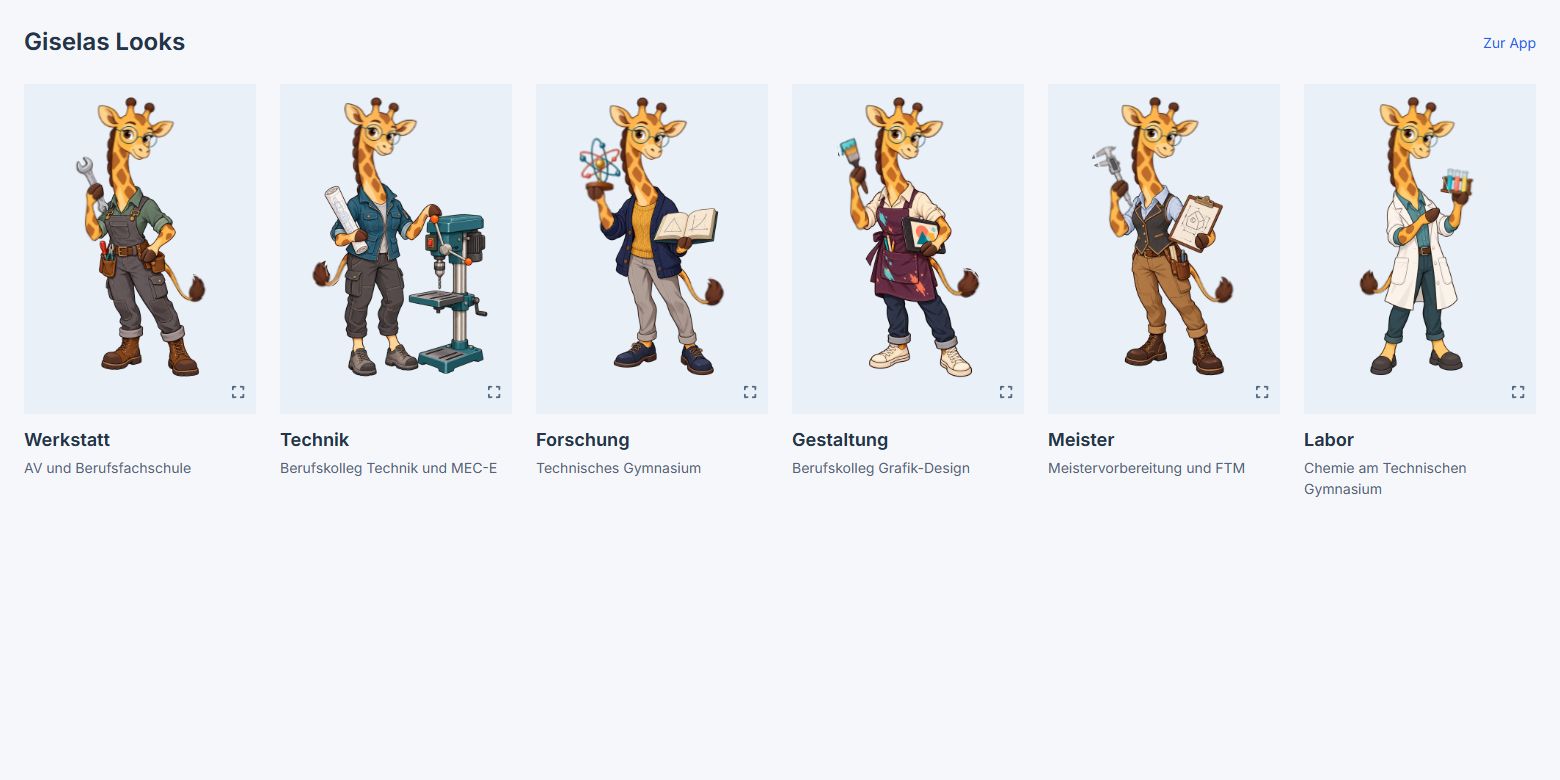 Giselas Looks
Zur App
Werkstatt
AV und Berufsfachschule
Technik
Berufskolleg Technik und MEC-E
Forschung
Technisches Gymnasium
Gestaltung
Berufskolleg Grafik-Design
Meister
Meistervorbereitung und FTM
Labor
Chemie am Technischen
Gymnasium